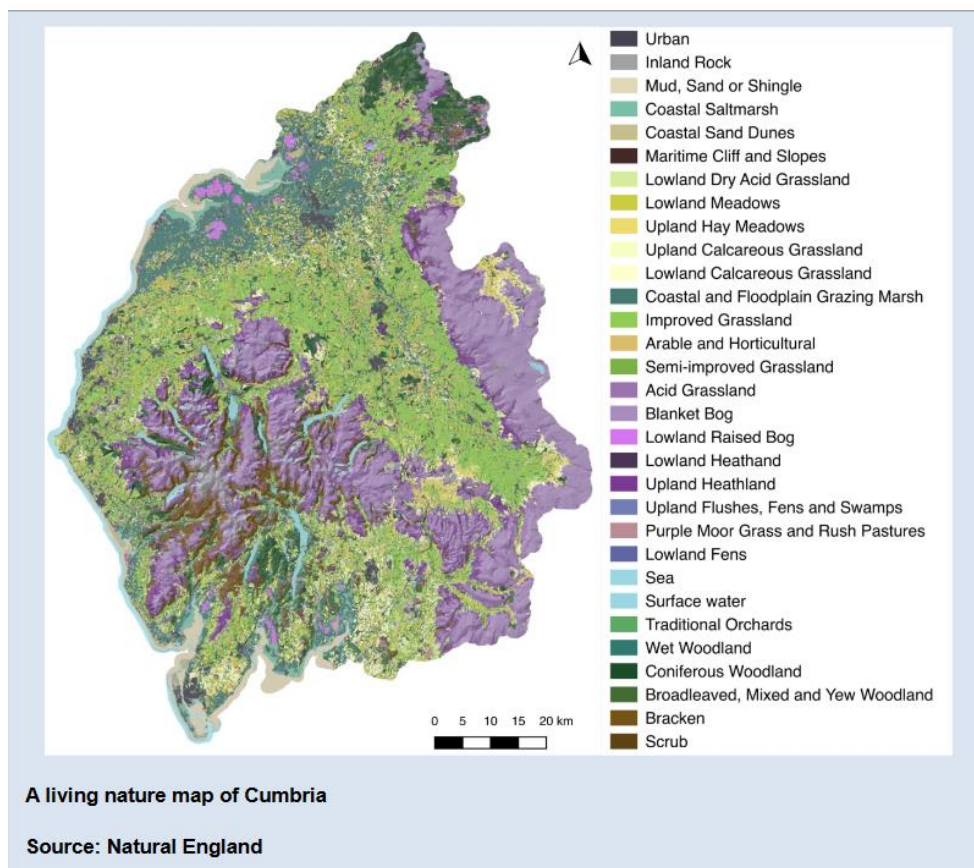 Urban
Inland Rock
Mud, Sand or Shingle
Coastal Saltmarsh
Coastal Sand Dunes
Maritime Cliff and Slopes
Lowland Dry Acid Grassland
Lowland Meadows
Upland Hay Meadows
Upland Calcareous Grassland
Lowland Calcareous Grassland
Coastal and Floodplain Grazing Marsh
Improved Grassland
Arable and Horticultural
Semi-improved Grassland
Acid Grassland
Blanket Bog
Lowland Raised Bog
Lowland Heathand
Upland Heathland
Upland Flushes, Fens and Swamps
Purple Moor Grass and Rush Pastures
Lowland Fens
Sea
Surface water
Traditional Orchards
Wet Woodland
Coniferous Woodland
Broadleaved, Mixed and Yew Woodland
Bracken
Scrub
0 5 10 15 20 km
A living nature map of Cumbria
Source: Natural England